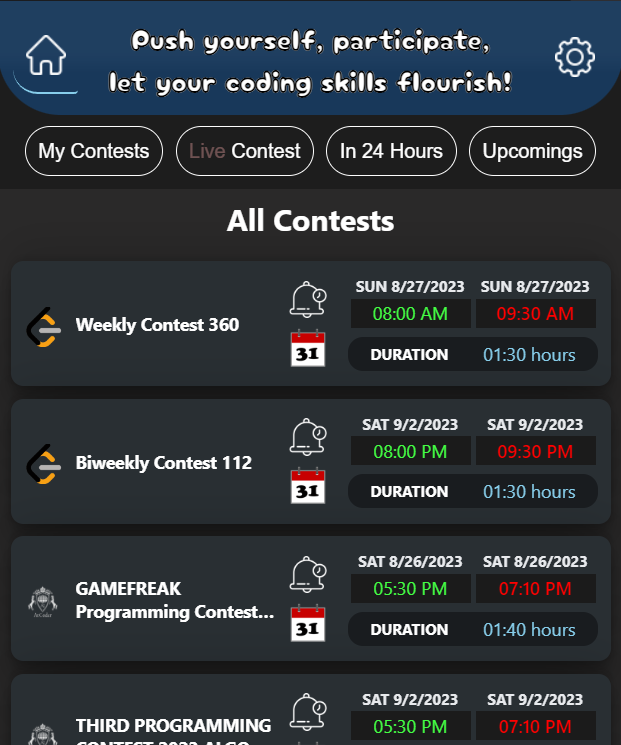 Push yourself, participate,
let your coding skills flourish!
My Contests
Live Contest
In 24 Hours
Upcomings
All Contests
Weekly Contest 360
31
SUN 8/27/2023 SUN 8/27/2023
08:00 AM 09:30 AM
DURATION 01:30 hours
Biweekly Contest 112
31
SAT 9/2/2023 SAT 9/2/2023
08:00 PM 09:30 PM
DURATION 01:30 hours
AtCoder
GAMEFREAK
Programming Contest...
31
SAT 8/26/2023 SAT 8/26/2023
05:30 PM 07:10 PM
DURATION 01:40 hours
THIRD PROGRAMMING
CONTEST 2023 ALGO
SAT 9/2/2023 SAT 9/2/2023
05:30 PM 07:10 PM